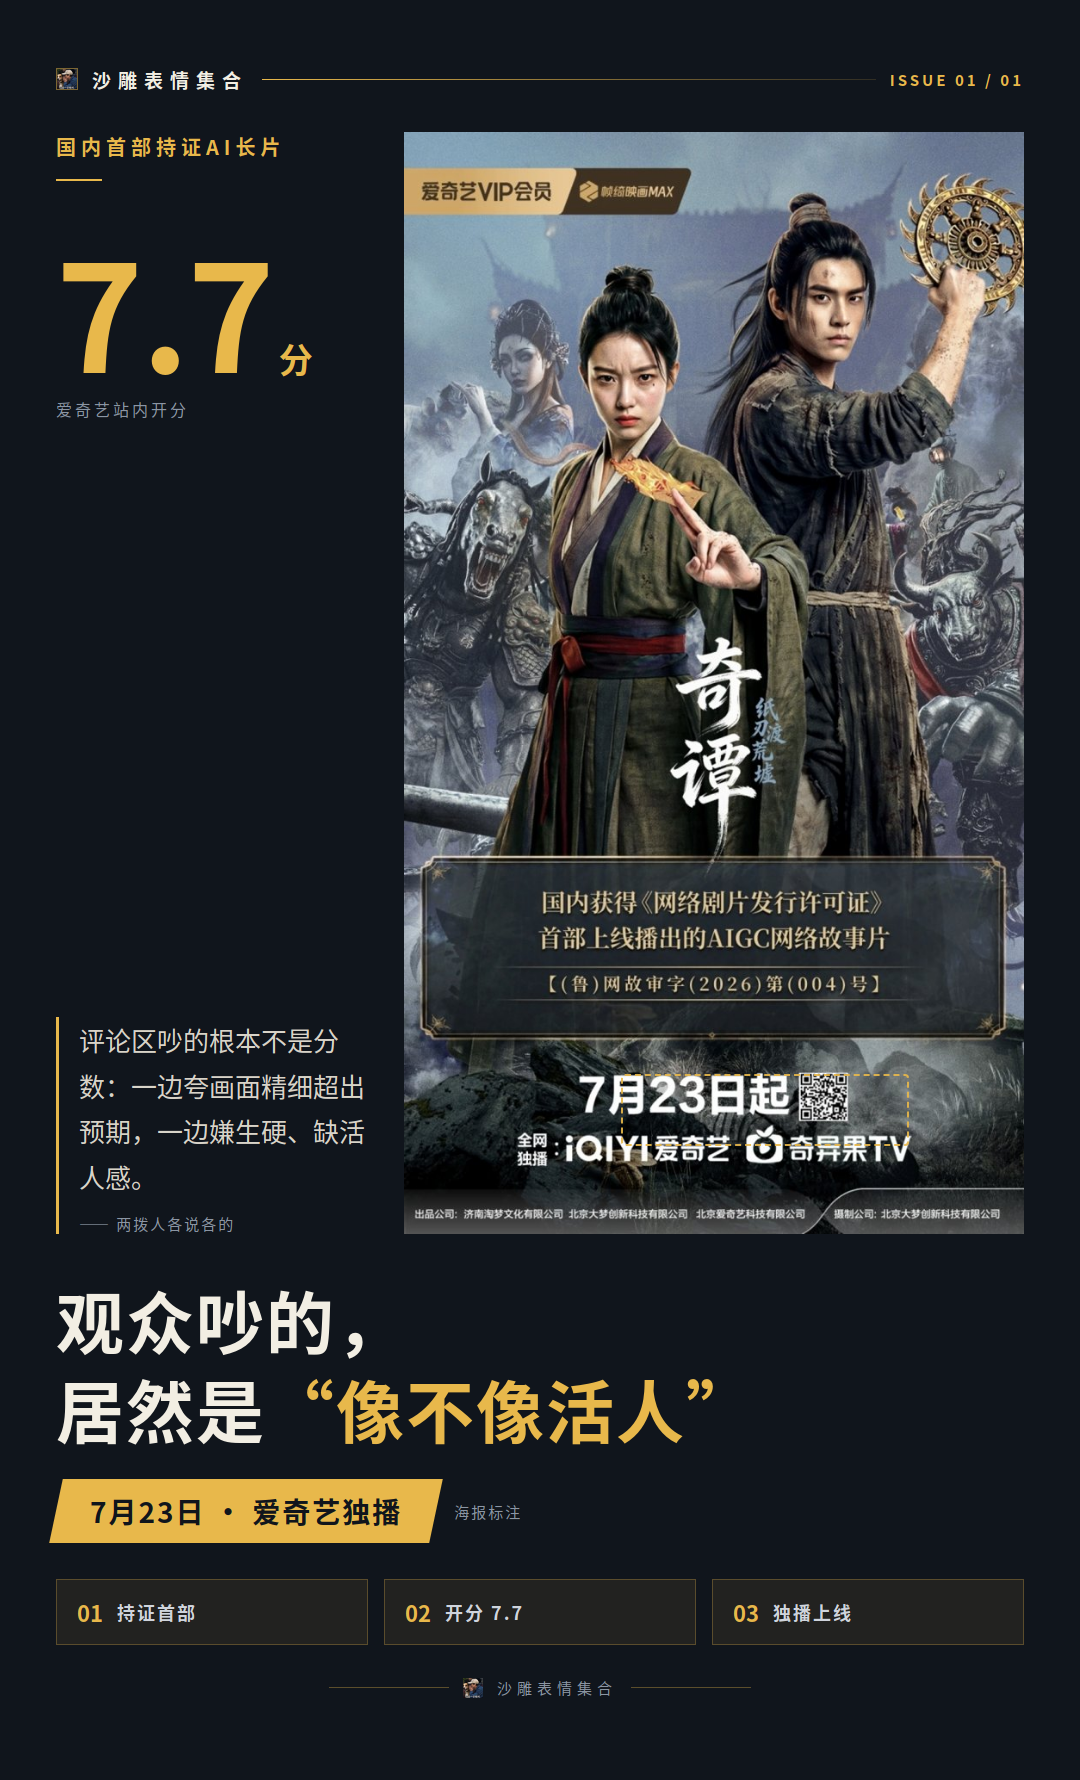 沙雕表情集合
ISSUE 01 / 01
国内首部持证AI长片
7.7分
爱奇艺站内开分
爱奇艺VIP会员
帧绮映画MAX
奇谭
纸刃渡荒墟
国内获得《网络剧片发行许可证》
首部上线播出的AIGC网络故事片
【(鲁)网故审字(2026)第(004)号】
7月23日起
全网独播：iQIYI爱奇艺 奇异果TV
出品公司：济南淘梦文化有限公司 北京大梦创新科技有限公司 北京爱奇艺科技有限公司
摄制公司：北京大梦创新科技有限公司
评论区吵的根本不是分
数：一边夸画面精细超出
预期，一边嫌生硬、缺活
人感。
—— 两拨人各说各的
观众吵的，
居然是“像不像活人”
7月23日 · 爱奇艺独播
海报标注
01 持证首部
02 开分 7.7
03 独播上线
沙雕表情集合